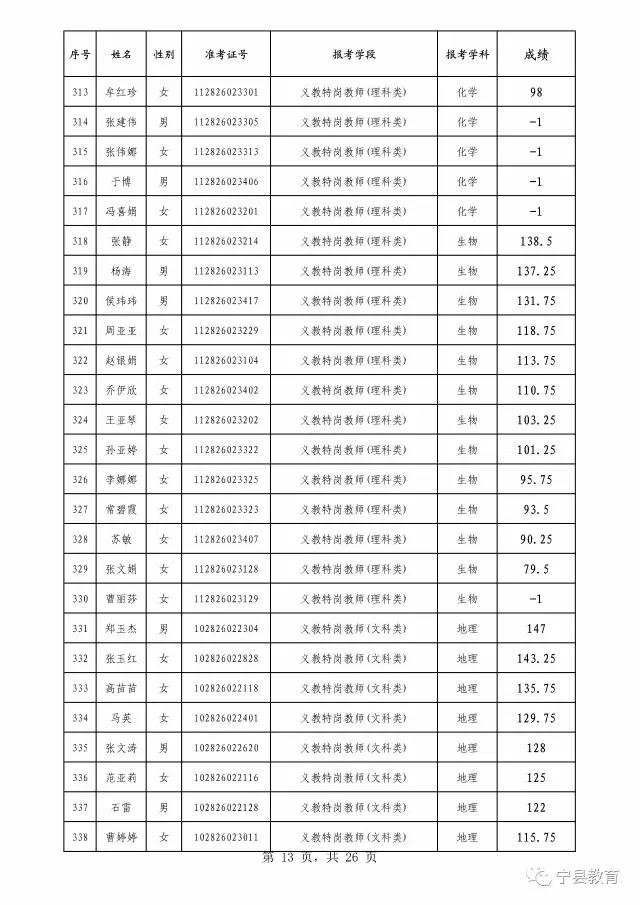 序号 姓名 性别 准考证号 报考学段 报考学科 成绩
313 牟红珍 女 112826023301 义教特岗教师(理科类) 化学 98
314 张建伟 男 112826023305 义教特岗教师(理科类) 化学 -1
315 张伟娜 女 112826023313 义教特岗教师(理科类) 化学 -1
316 于博 男 112826023406 义教特岗教师(理科类) 化学 -1
317 冯喜娟 女 112826023201 义教特岗教师(理科类) 化学 -1
318 张静 女 112826023214 义教特岗教师(理科类) 生物 138.5
319 杨海 男 112826023113 义教特岗教师(理科类) 生物 137.25
320 侯玮玮 男 112826023417 义教特岗教师(理科类) 生物 131.75
321 周亚亚 女 112826023229 义教特岗教师(理科类) 生物 118.75
322 赵银娟 女 112826023104 义教特岗教师(理科类) 生物 113.75
323 乔伊欣 女 112826023402 义教特岗教师(理科类) 生物 110.75
324 王亚琴 女 112826023202 义教特岗教师(理科类) 生物 103.25
325 孙亚婷 女 112826023322 义教特岗教师(理科类) 生物 101.25
326 李娜娜 女 112826023325 义教特岗教师(理科类) 生物 95.75
327 常碧霞 女 112826023323 义教特岗教师(理科类) 生物 93.5
328 苏敏 女 112826023407 义教特岗教师(理科类) 生物 90.25
329 张文娟 女 112826023128 义教特岗教师(理科类) 生物 79.5
330 曹丽莎 女 112826023129 义教特岗教师(理科类) 生物 -1
331 郑玉杰 男 102826022304 义教特岗教师(文科类) 地理 147
332 张玉红 女 102826022828 义教特岗教师(文科类) 地理 143.25
333 高苗苗 女 102826022118 义教特岗教师(文科类) 地理 135.75
334 马英 女 102826022401 义教特岗教师(文科类) 地理 129.75
335 张文涛 男 102826022620 义教特岗教师(文科类) 地理 128
336 范亚莉 女 102826022116 义教特岗教师(文科类) 地理 125
337 石雷 男 102826022128 义教特岗教师(文科类) 地理 122
338 曹婷婷 女 102826023011 义教特岗教师(文科类) 地理 115.75
第 13 页，共 26 页
宁县教育